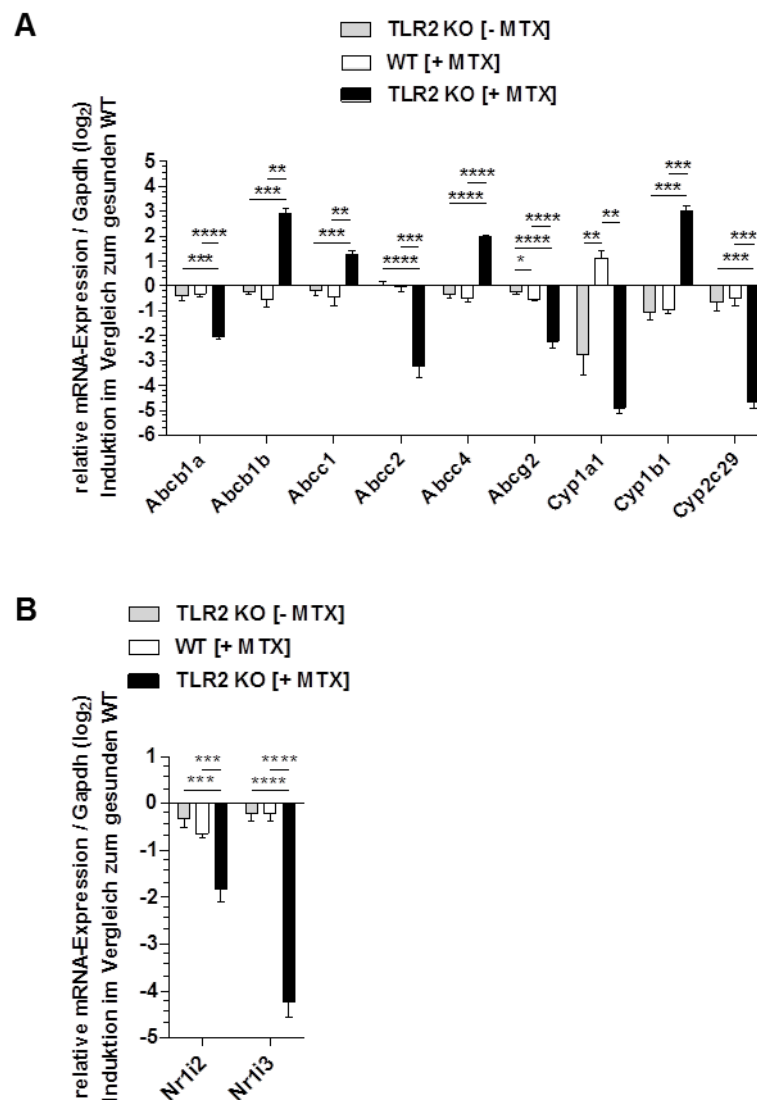 A
TLR2 KO [- MTX]
WT [+ MTX]
TLR2 KO [+ MTX]
relative mRNA-Expression / Gapdh (log2)
Induktion im Vergleich zum gesunden WT
5
4
3
2
1
0
-1
-2
-3
-4
-5
-6
**** *** ** *** ** *** *** **** **** **** **** **** * ** ** *** *** *** ***
Abcb1a
Abcb1b
Abcc1
Abcc2
Abcc4
Abcg2
Cyp1a1
Cyp1b1
Cyp2c29
B
TLR2 KO [- MTX]
WT [+ MTX]
TLR2 KO [+ MTX]
relative mRNA-Expression / Gapdh (log2)
Induktion im Vergleich zum gesunden WT
1
0
-1
-2
-3
-4
-5
*** ****
*** ****
Nr1i2
Nr1i3